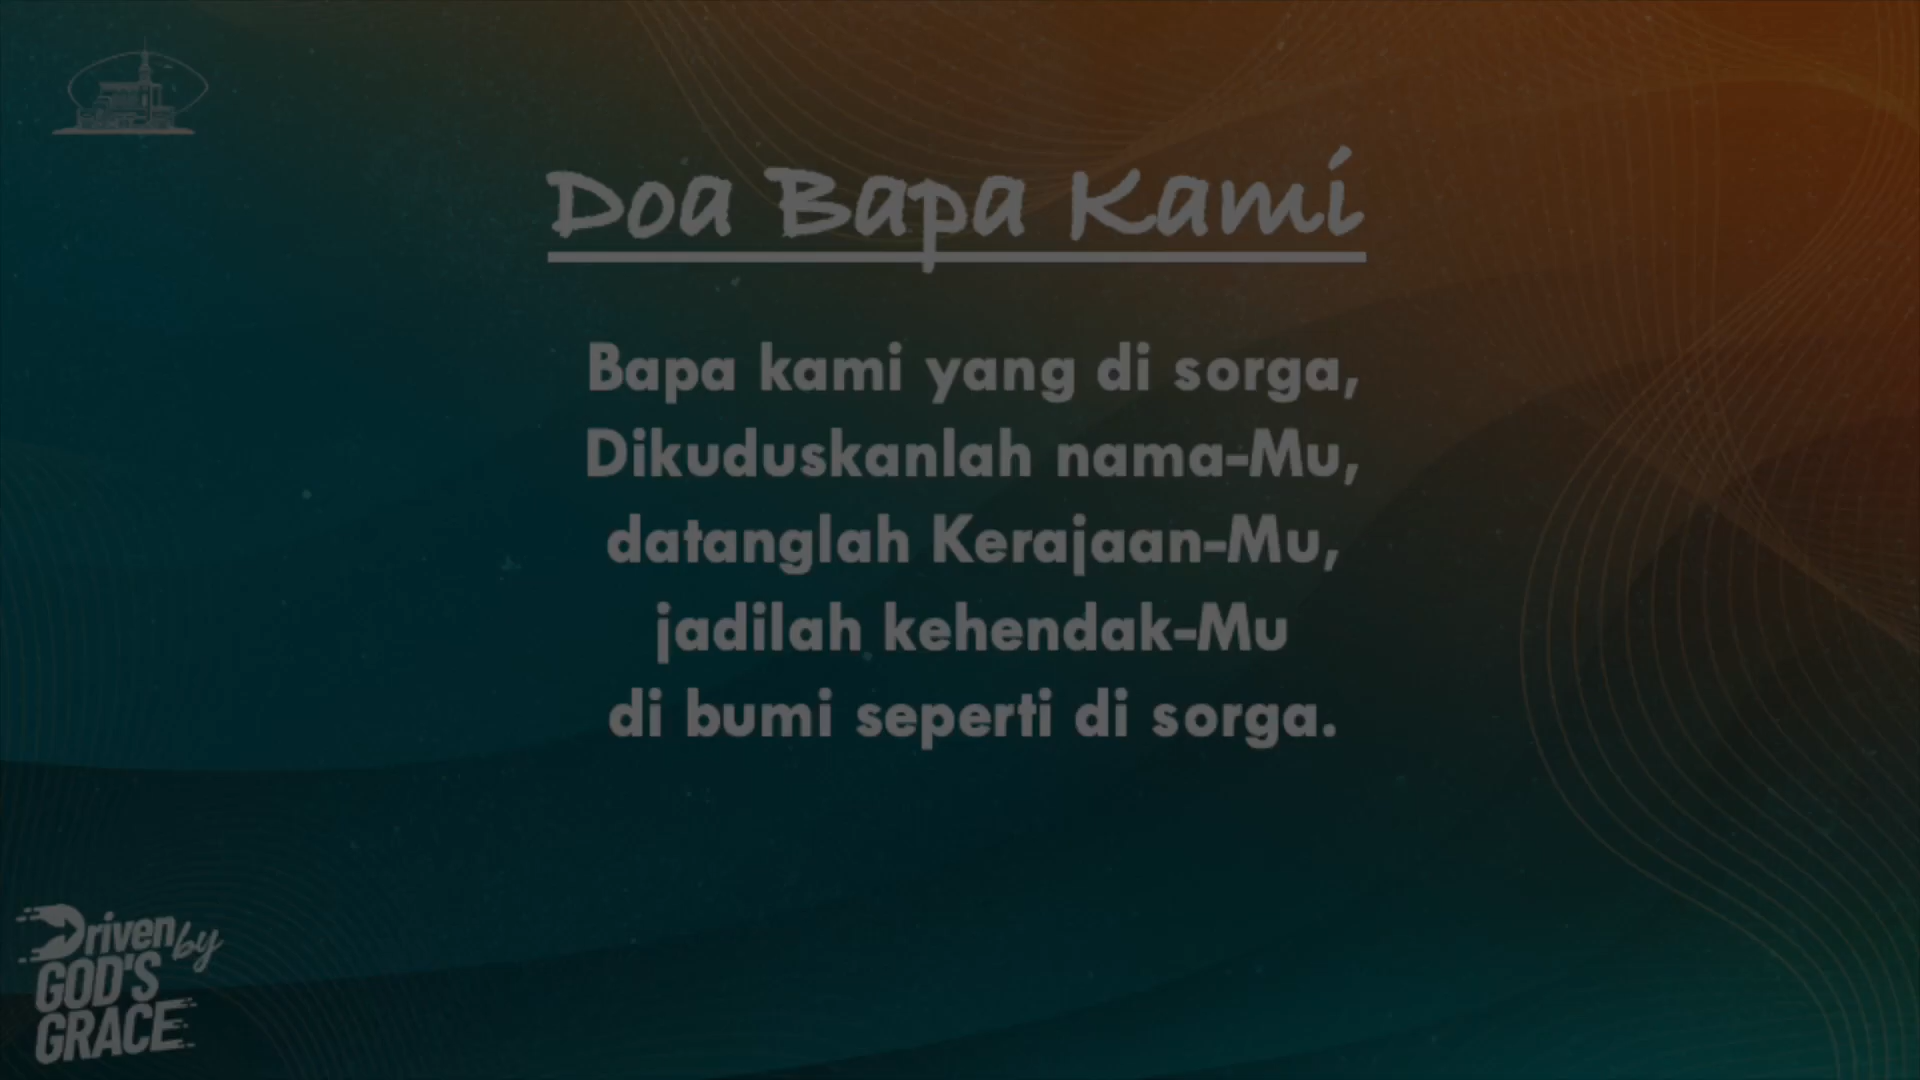 Doa Bapa Kami
Bapa kami yang di sorga,
Dikuduskanlah nama-Mu,
datanglah Kerajaan-Mu,
jadilah kehendak-Mu
di bumi seperti di sorga.
Driven by
GOD'S
GRACE